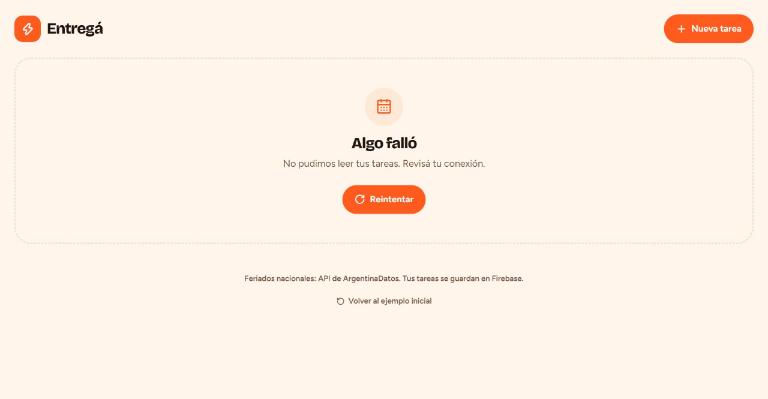 Entregá
Nueva tarea
Algo falló
No pudimos leer tus tareas. Revisá tu conexión.
Reintentar
Feriados nacionales: API de ArgentinaDatos. Tus tareas se guardan en Firebase.
Volver al ejemplo inicial